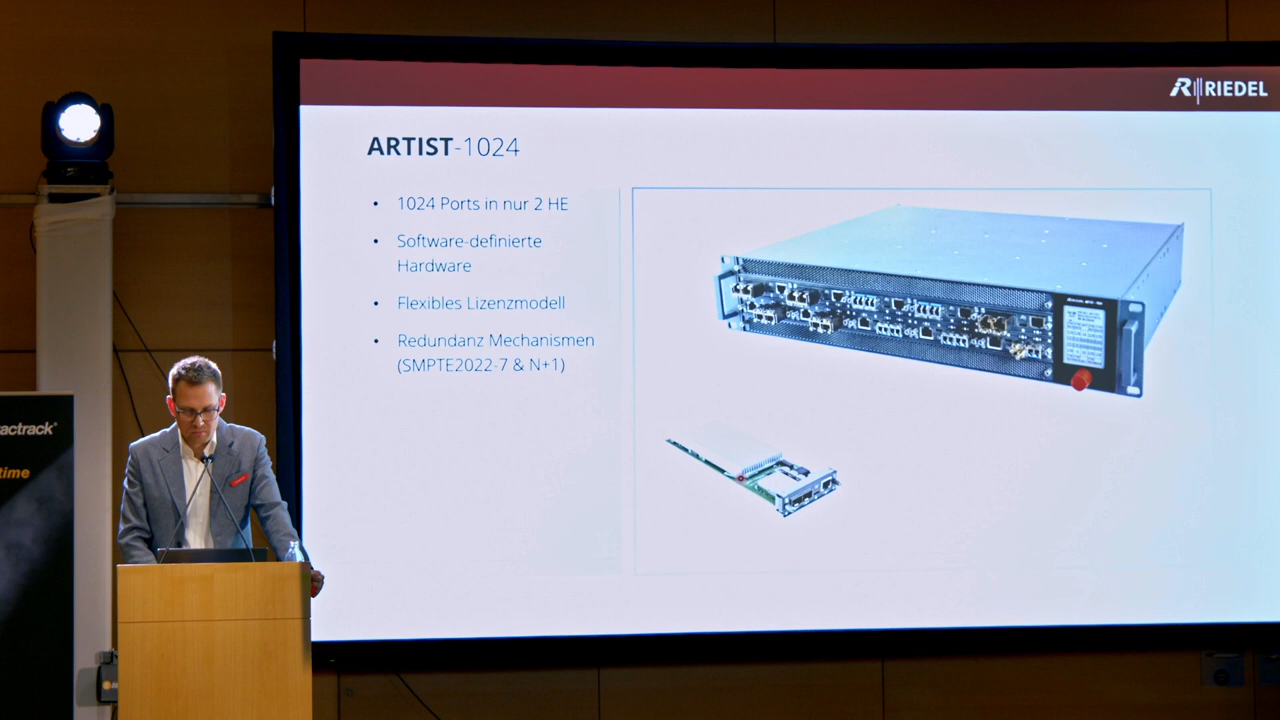 RIEDEL
ARTIST-1024
• 1024 Ports in nur 2 HE
• Software-definierte
Hardware
• Flexibles Lizenzmodell
• Redundanz Mechanismen
(SMPTE2022-7 & N+1)
actrack®
time